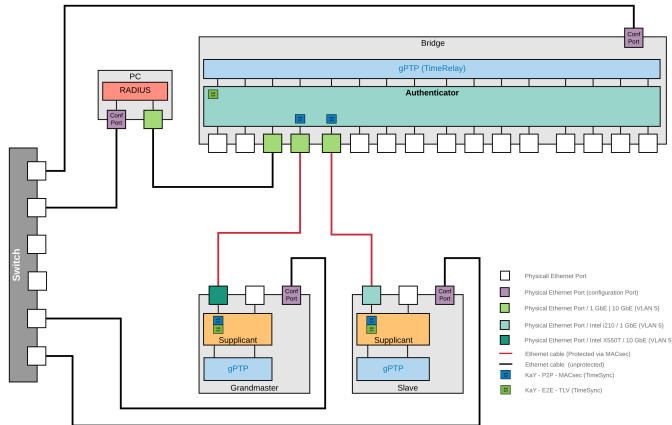 Conf
Port
Bridge
gPTP (TimeRelay)
PC
RADIUS
Authenticator
Conf
Port
Switch
Conf
Port
Conf
Port
Physicall Ethernet Port
Physical Ethernet Port (configuration Port)
Physical Ethernet Port / 1 GbE | 10 GbE (VLAN 5)
Physical Ethernet Port / Intel i210 / 1 GbE (VLAN 5)
Physical Ethernet Port / Intel X550T / 10 GbE (VLAN 5)
Ethernet cable (Protected via MACsec)
Ethernet cable (unprotected)
KaY - P2P - MACsec (TimeSync)
KaY - E2E - TLV (TimeSync)
Supplicant
Supplicant
gPTP
gPTP
Grandmaster
Slave